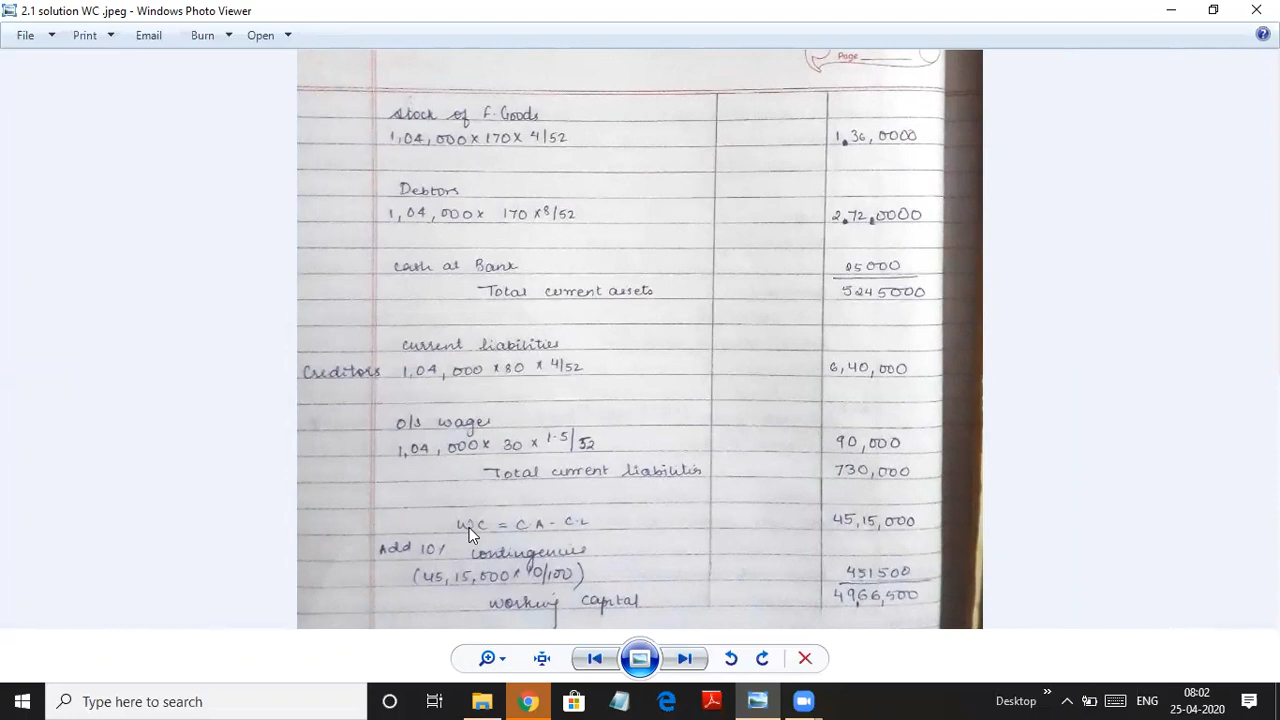 2.1 solution WC .jpeg - Windows Photo Viewer
File Print Email Burn Open
Page
Stock of F. Goods
1,04,000 × 170 × 4/52 1,36,0000
Debtors
1,04,000 × 170 × 8/52 2,72,0000
cash at Bank 25000
Total current assets 5245000
current liabilities
Creditors 1,04,000 × 80 × 4/52 6,40,000
o/s wages
1,04,000 × 30 × 1.5/52 90,000
Total current liabilities 730,000
WC = C.A - C.L 45,15,000
Add 10% contingencies
(45,15,000 × 10/100) 451500
working capital 4966,500
Type here to search
Desktop
ENG
08:02
25-04-2020